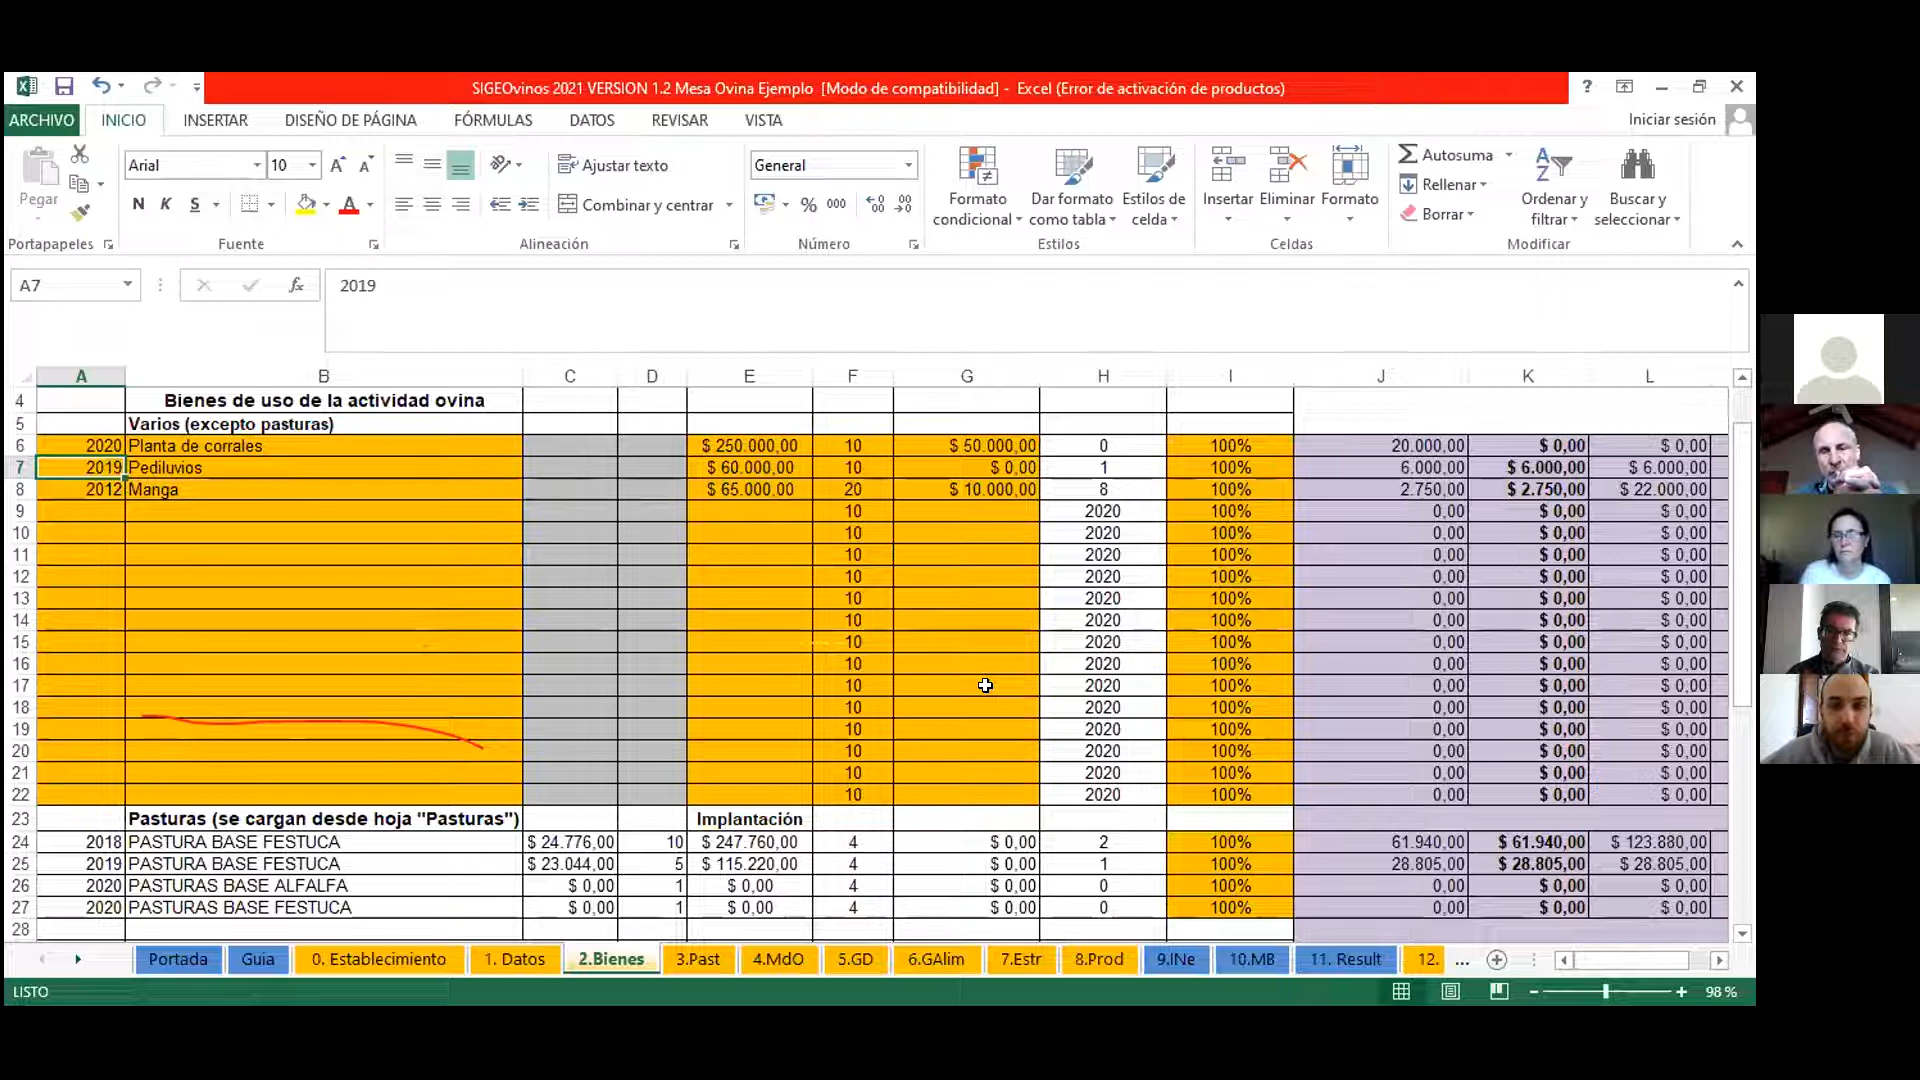 SIGEOvinos 2021 VERSION 1.2 Mesa Ovina Ejemplo [Modo de compatibilidad] - Excel (Error de activación de productos)
ARCHIVO INICIO INSERTAR DISEÑO DE PÁGINA FÓRMULAS DATOS REVISAR VISTA Iniciar sesión
Pegar
Portapapeles
Arial 10
N K S
Fuente
Ajustar texto
Combinar y centrar
Alineación
General
% 000
Número
Formato condicional
Dar formato como tabla
Estilos de celda
Estilos
Insertar Eliminar Formato
Celdas
Autosuma
Rellenar
Borrar
Ordenar y filtrar
Buscar y seleccionar
Modificar
A7 fx 2019
A B C D E F G H I J K L
4 Bienes de uso de la actividad ovina
5 Varios (excepto pasturas)
6 2020 Planta de corrales $ 250.000,00 10 $ 50.000,00 0 100% 20.000,00 $ 0,00 $ 0,00
7 2019 Pediluvios $ 60.000,00 10 $ 0,00 1 100% 6.000,00 $ 6.000,00 $ 6.000,00
8 2012 Manga $ 65.000,00 20 $ 10.000,00 8 100% 2.750,00 $ 2.750,00 $ 22.000,00
9 10 2020 100% 0,00 $ 0,00 $ 0,00
10 10 2020 100% 0,00 $ 0,00 $ 0,00
11 10 2020 100% 0,00 $ 0,00 $ 0,00
12 10 2020 100% 0,00 $ 0,00 $ 0,00
13 10 2020 100% 0,00 $ 0,00 $ 0,00
14 10 2020 100% 0,00 $ 0,00 $ 0,00
15 10 2020 100% 0,00 $ 0,00 $ 0,00
16 10 2020 100% 0,00 $ 0,00 $ 0,00
17 10 2020 100% 0,00 $ 0,00 $ 0,00
18 10 2020 100% 0,00 $ 0,00 $ 0,00
19 10 2020 100% 0,00 $ 0,00 $ 0,00
20 10 2020 100% 0,00 $ 0,00 $ 0,00
21 10 2020 100% 0,00 $ 0,00 $ 0,00
22 10 2020 100% 0,00 $ 0,00 $ 0,00
23 Pasturas (se cargan desde hoja "Pasturas") Implantación
24 2018 PASTURA BASE FESTUCA $ 24.776,00 10 $ 247.760,00 4 $ 0,00 2 100% 61.940,00 $ 61.940,00 $ 123.880,00
25 2019 PASTURA BASE FESTUCA $ 23.044,00 5 $ 115.220,00 4 $ 0,00 1 100% 28.805,00 $ 28.805,00 $ 28.805,00
26 2020 PASTURAS BASE ALFALFA $ 0,00 1 $ 0,00 4 $ 0,00 0 100% 0,00 $ 0,00 $ 0,00
27 2020 PASTURAS BASE FESTUCA $ 0,00 1 $ 0,00 4 $ 0,00 0 100% 0,00 $ 0,00 $ 0,00
28
Portada Guia 0. Establecimiento 1. Datos 2.Bienes 3.Past 4.MdO 5.GD 6.GAlim 7.Estr 8.Prod 9.INe 10.MB 11. Result 12. ...
LISTO 98 %